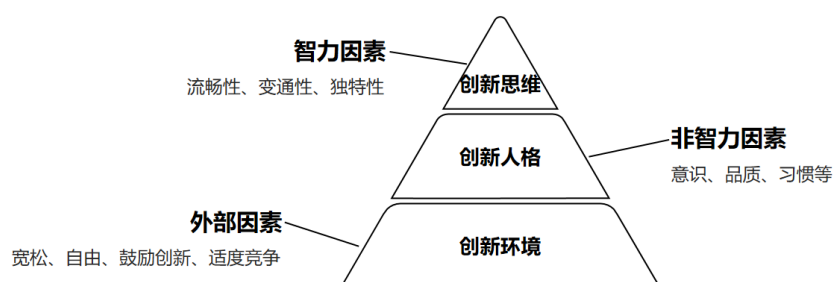 智力因素
流畅性、变通性、独特性
创新思维
非智力因素
意识、品质、习惯等
创新人格
外部因素
宽松、自由、鼓励创新、适度竞争
创新环境